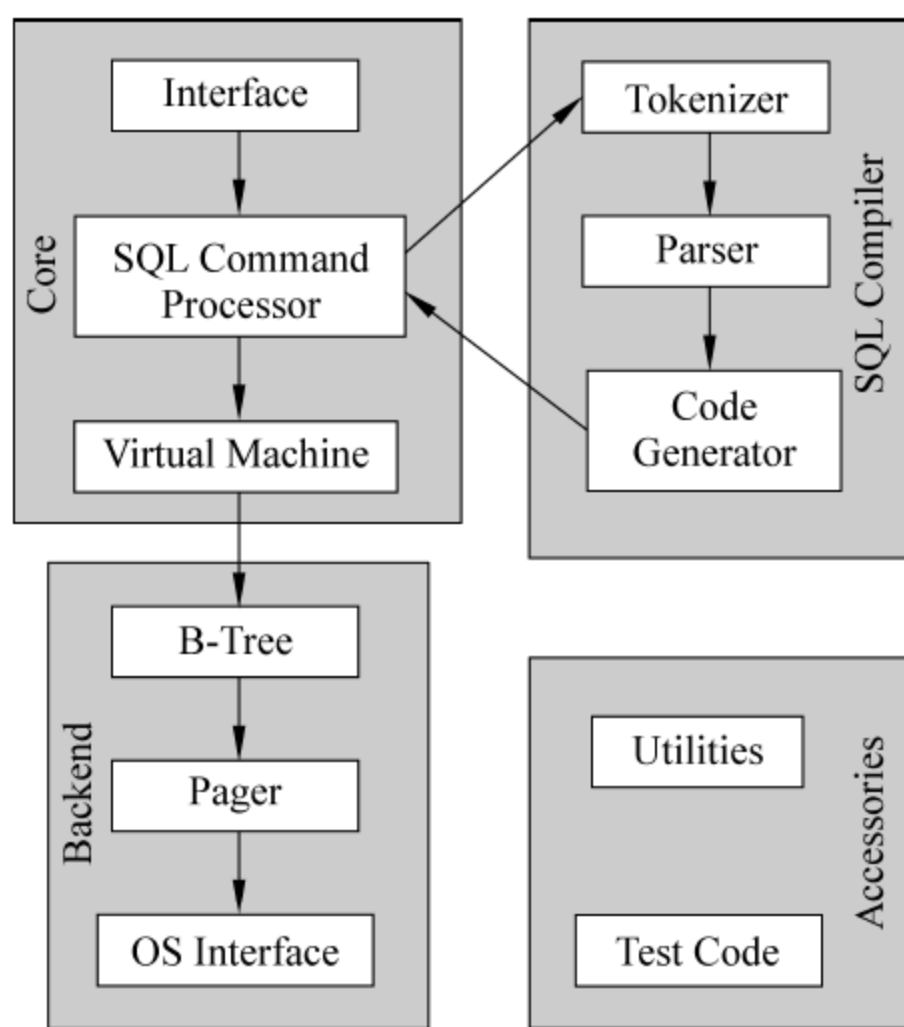 Core
Interface
SQL Command
Processor
Virtual Machine
SQL Compiler
Tokenizer
Parser
Code
Generator
Backend
B-Tree
Pager
OS Interface
Accessories
Utilities
Test Code